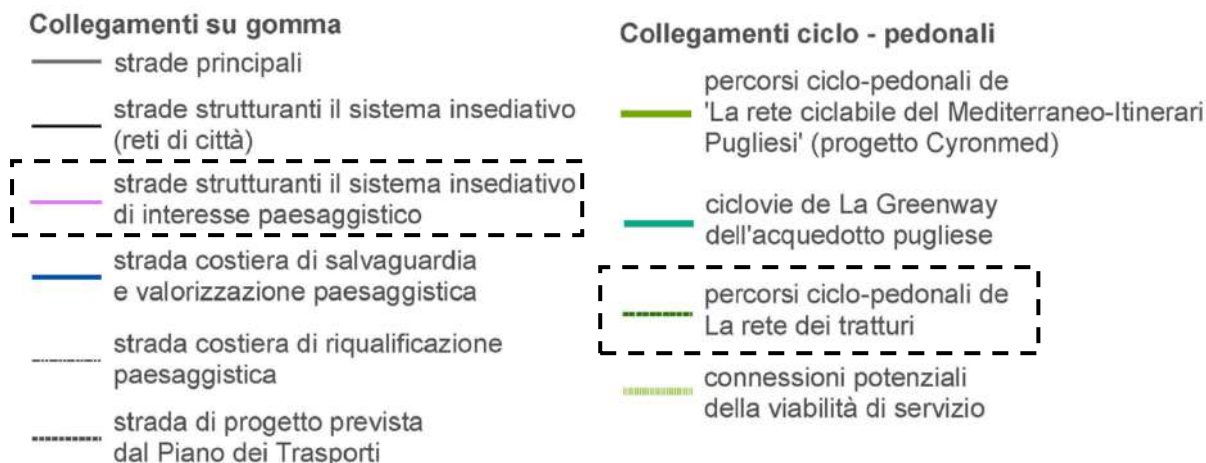 Collegamenti su gomma
strade principali
strade strutturanti il sistema insediativo
(reti di città)
strade strutturanti il sistema insediativo
di interesse paesaggistico
strada costiera di salvaguardia
e valorizzazione paesaggistica
strada costiera di riqualificazione
paesaggistica
strada di progetto prevista
dal Piano dei Trasporti
Collegamenti ciclo - pedonali
percorsi ciclo-pedonali de
'La rete ciclabile del Mediterraneo-Itinerari
Pugliesi' (progetto Cyronmed)
ciclovie de La Greenway
dell'acquedotto pugliese
percorsi ciclo-pedonali de
La rete dei tratturi
connessioni potenziali
della viabilità di servizio